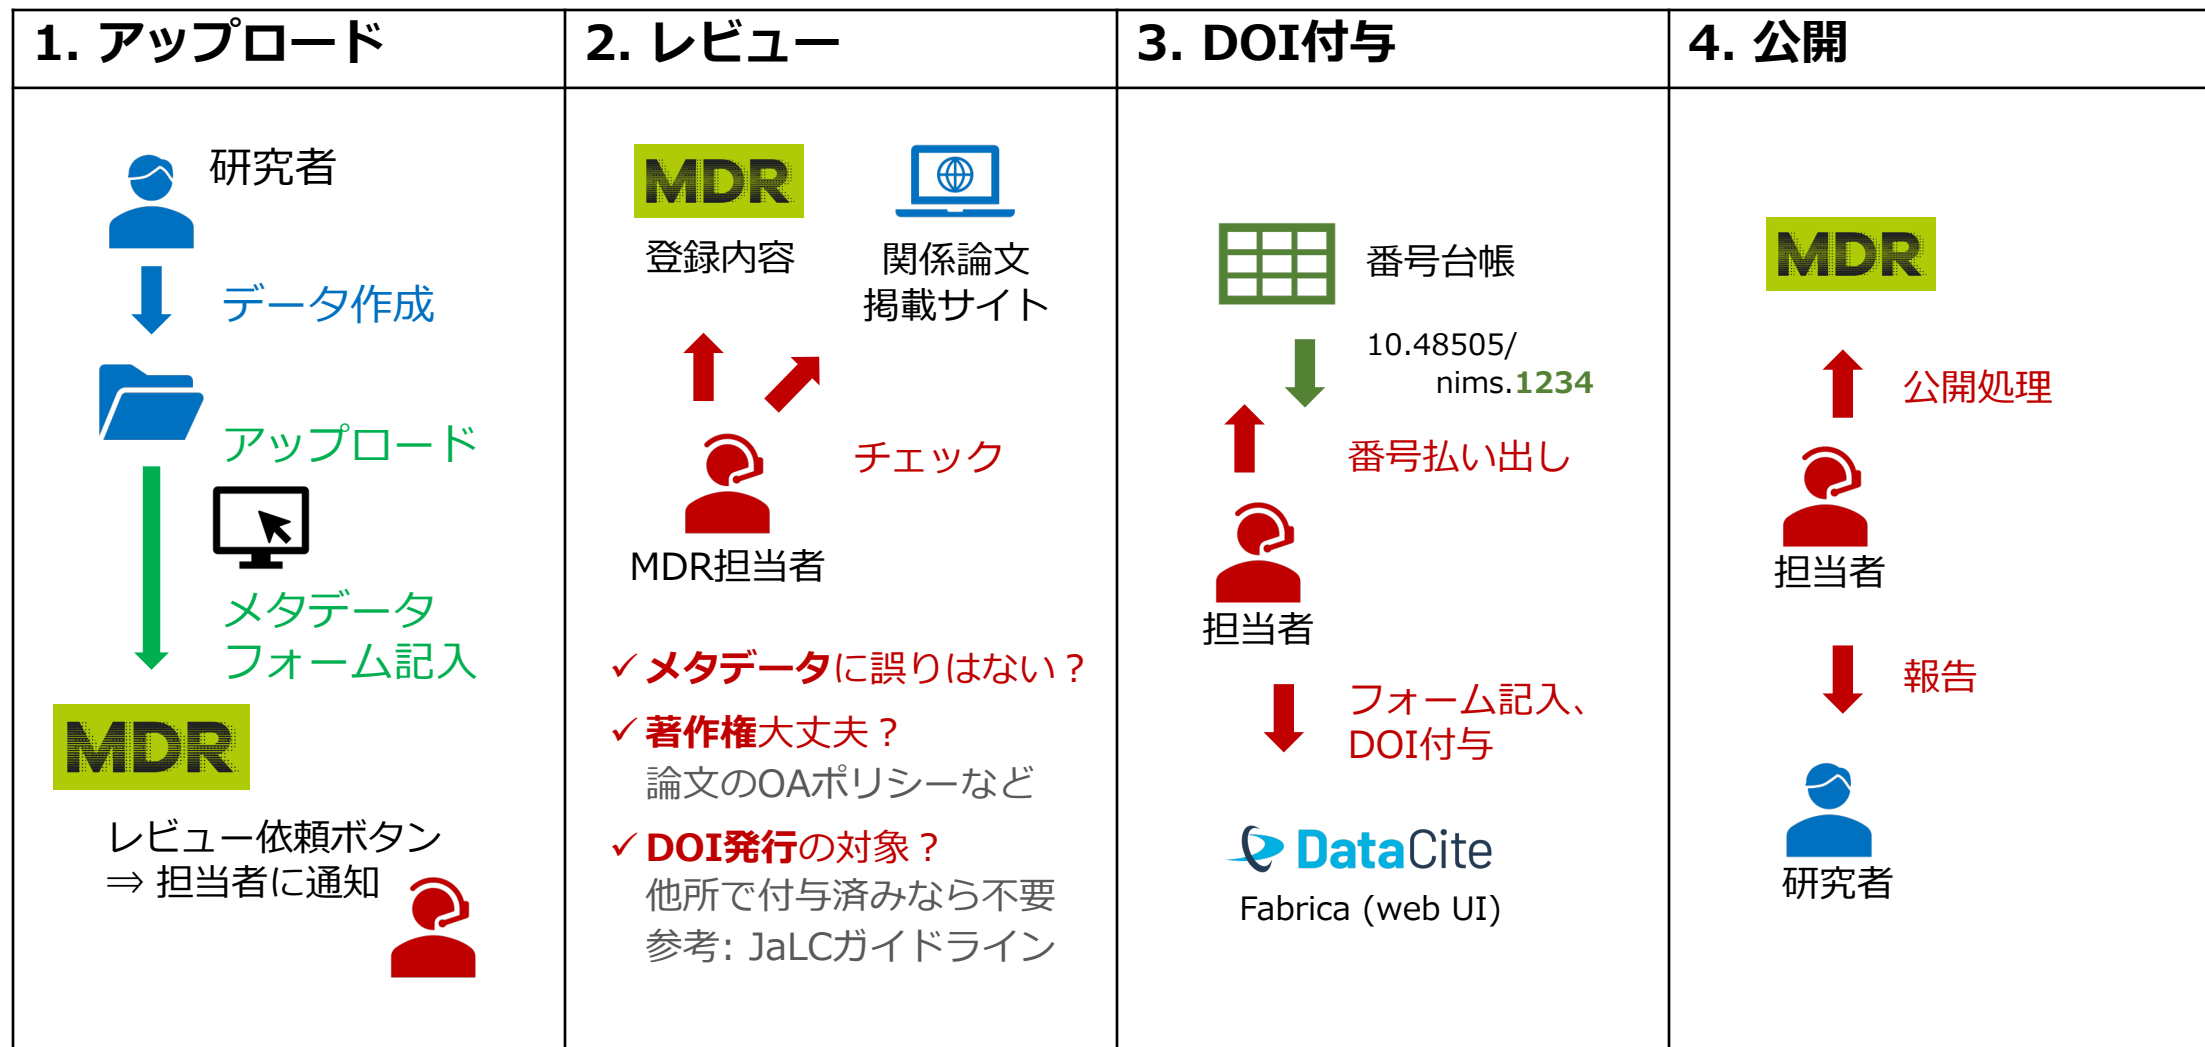 1. アップロード
研究者
データ作成
アップロード
メタデータ
フォーム記入
MDR
レビュー依頼ボタン
⇒ 担当者に通知
2. レビュー
MDR
登録内容
関係論文
掲載サイト
チェック
MDR担当者
✓メタデータに誤りはない？
✓著作権大丈夫？
論文のOAポリシーなど
✓DOI発行の対象？
他所で付与済みなら不要
参考: JaLCガイドライン
3. DOI付与
番号台帳
10.48505/
nims.1234
番号払い出し
担当者
フォーム記入、
DOI付与
DataCite
Fabrica (web UI)
4. 公開
MDR
公開処理
担当者
報告
研究者